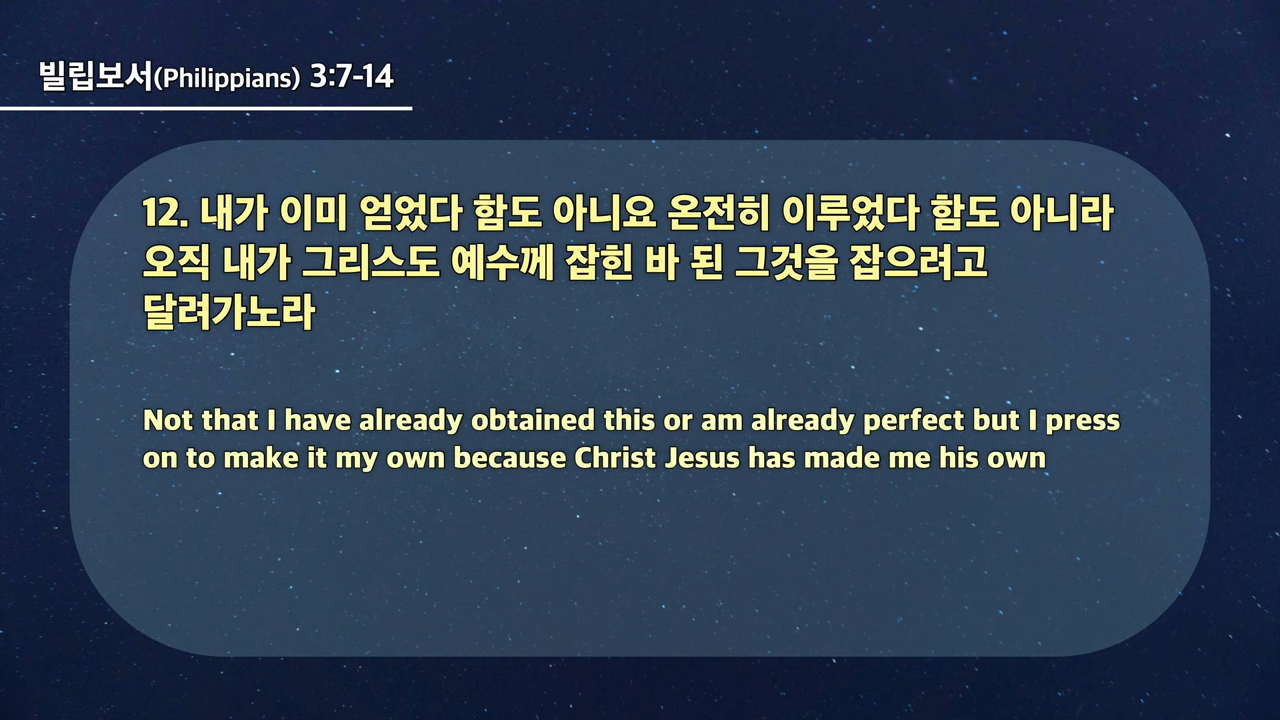 빌립보서(Philippians) 3:7-14
12. 내가 이미 얻었다 함도 아니요 온전히 이루었다 함도 아니라
오직 내가 그리스도 예수께 잡힌 바 된 그것을 잡으려고
달려가노라
Not that I have already obtained this or am already perfect but I press
on to make it my own because Christ Jesus has made me his own